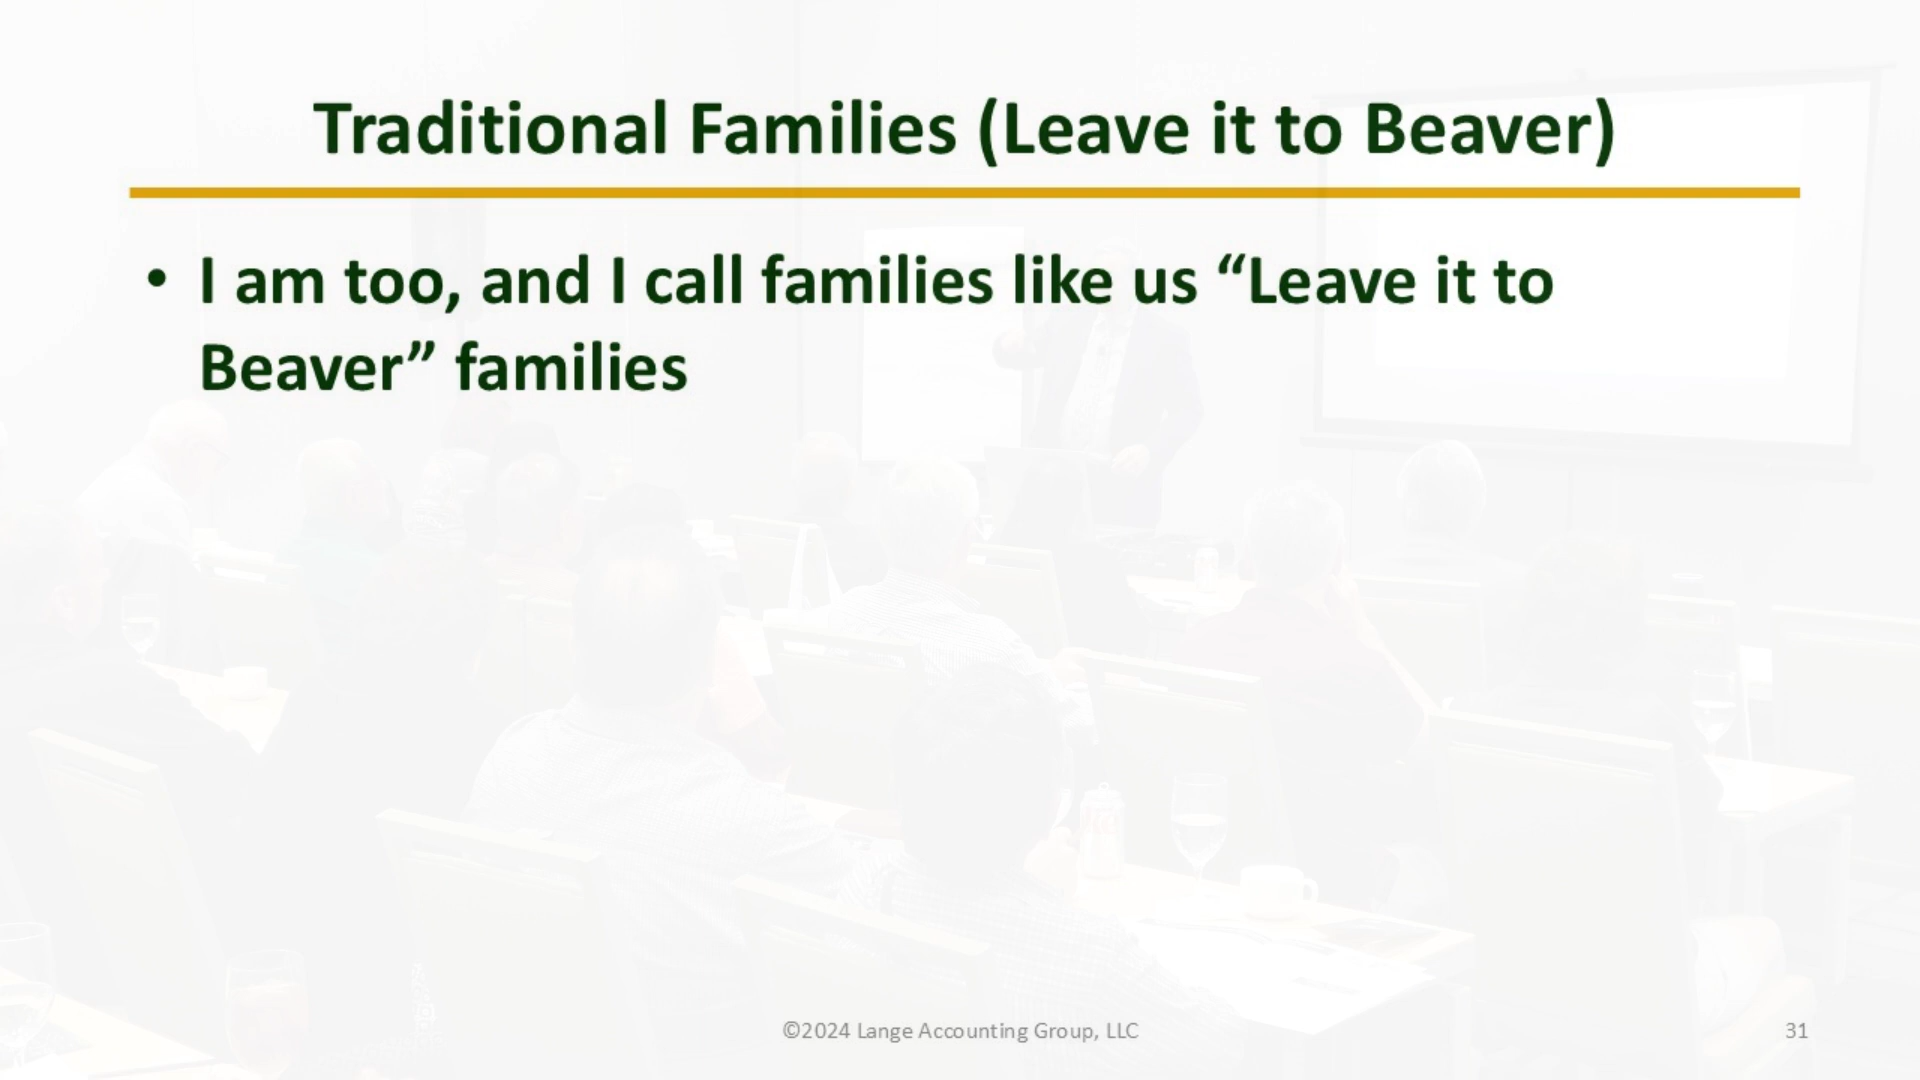 Traditional Families (Leave it to Beaver)
• I am too, and I call families like us “Leave it to
Beaver” families
©2024 Lange Accounting Group, LLC
31